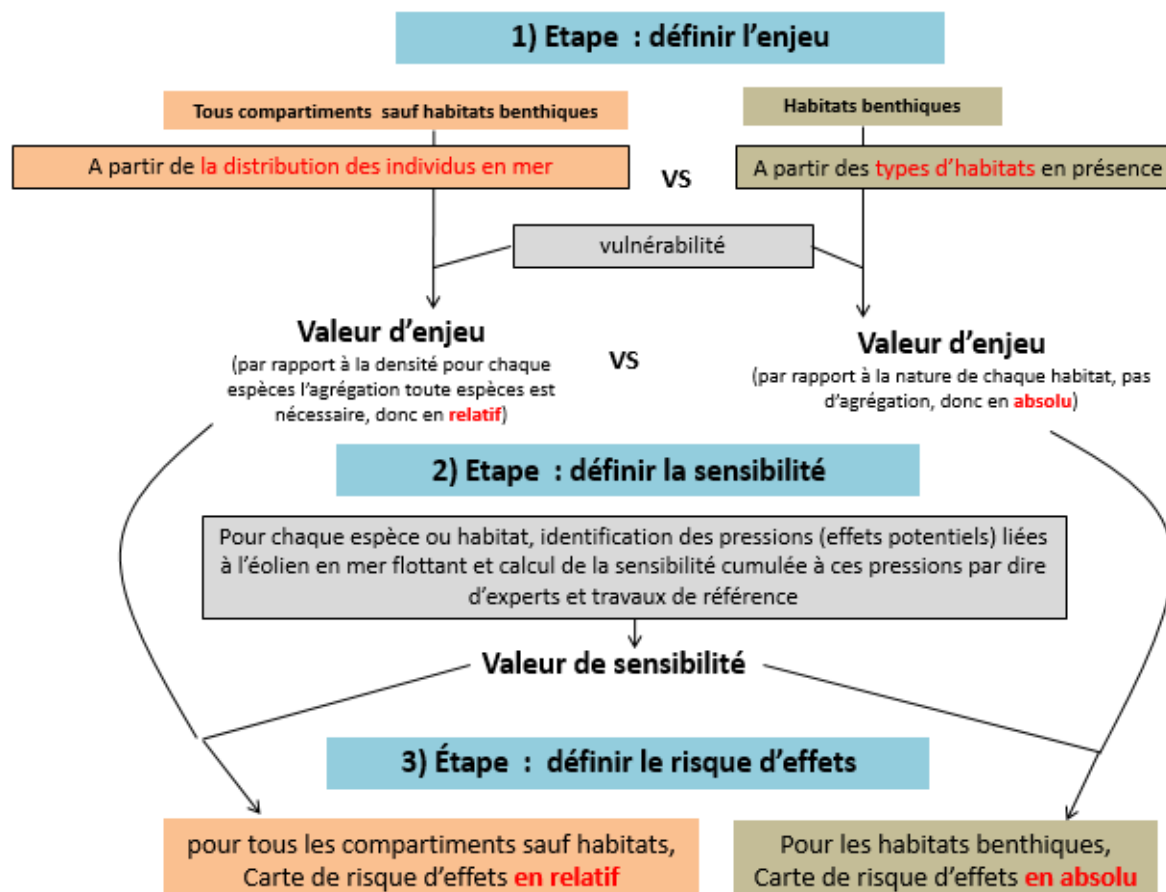 1) Etape : définir l'enjeu
Tous compartiments sauf habitats benthiques
Habitats benthiques
A partir de la distribution des individus en mer
VS
A partir des types d'habitats en présence
vulnérabilité
Valeur d'enjeu
(par rapport à la densité pour chaque
espèces l'agrégation toute espèces est
nécessaire, donc en relatif)
VS
Valeur d'enjeu
(par rapport à la nature de chaque habitat, pas
d'agrégation, donc en absolu)
2) Etape : définir la sensibilité
Pour chaque espèce ou habitat, identification des pressions (effets potentiels) liées
à l'éolien en mer flottant et calcul de la sensibilité cumulée à ces pressions par dire
d'experts et travaux de référence
Valeur de sensibilité
3) Étape : définir le risque d'effets
pour tous les compartiments sauf habitats,
Carte de risque d'effets en relatif
Pour les habitats benthiques,
Carte de risque d'effets en absolu